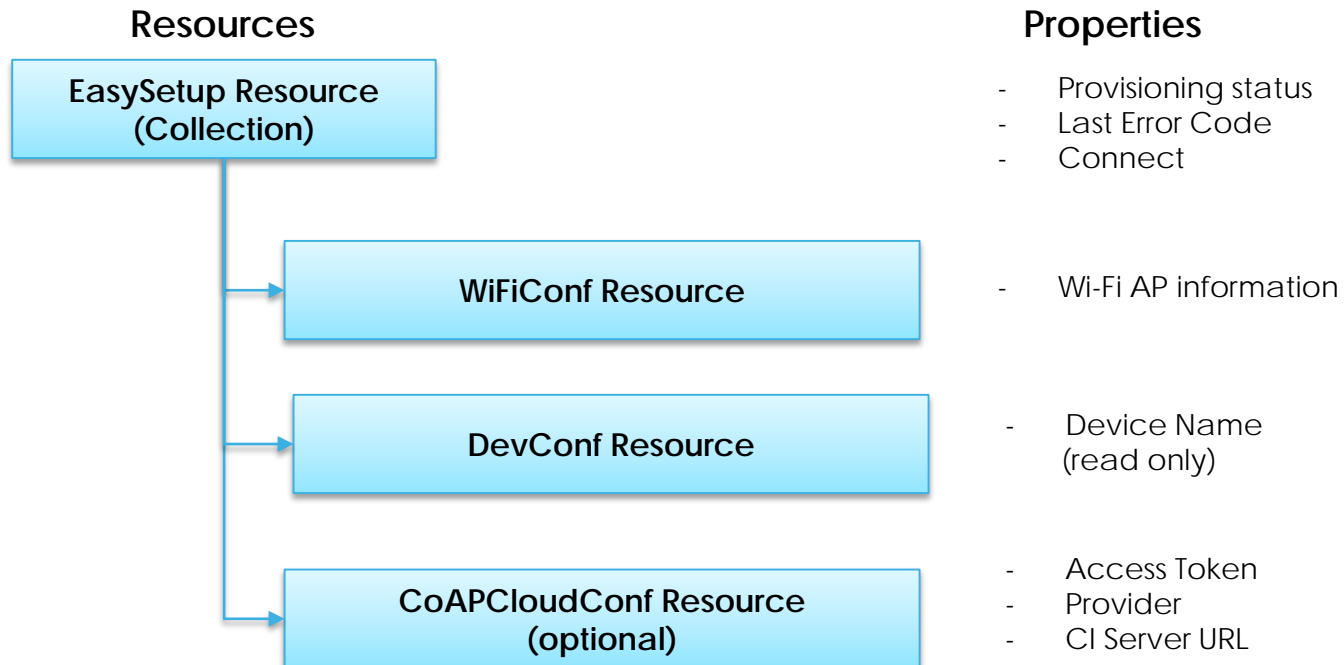 Resources
Properties
EasySetup Resource
(Collection)
- Provisioning status
- Last Error Code
- Connect
WiFiConf Resource
- Wi-Fi AP information
DevConf Resource
- Device Name
(read only)
CoAPCloudConf Resource
(optional)
- Access Token
- Provider
- CI Server URL